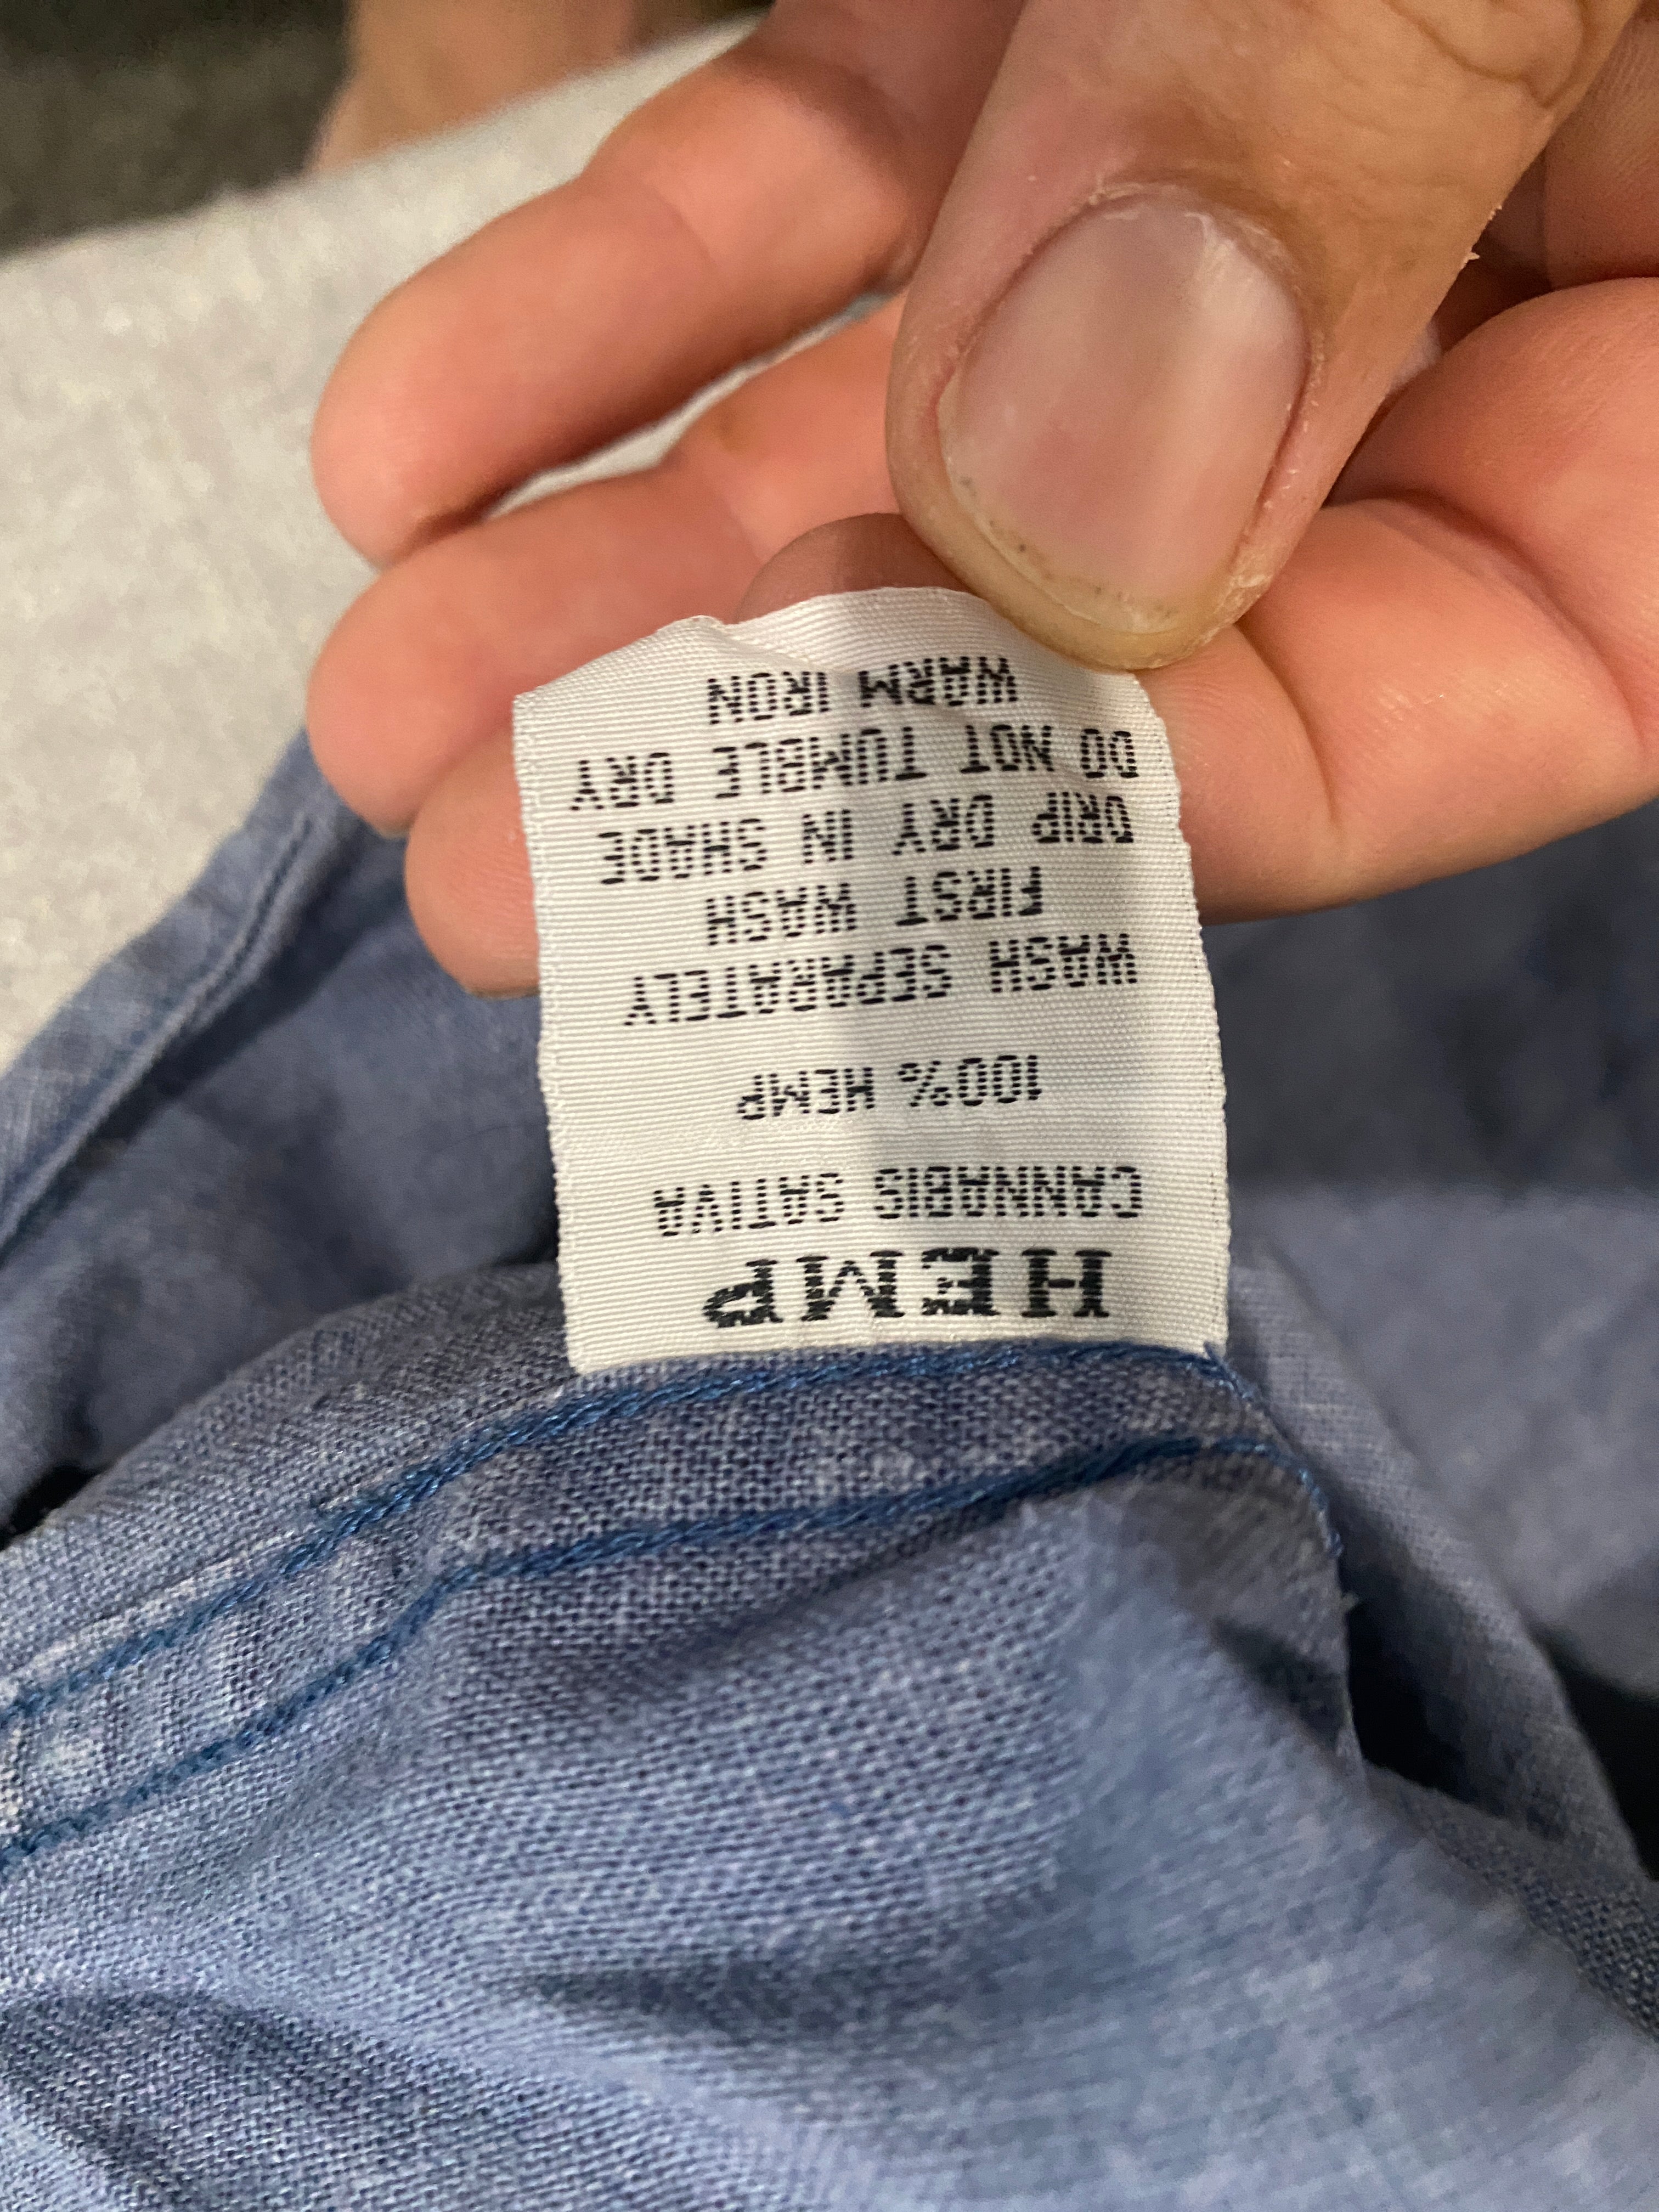 HEMP
CANNABIS SATIVA
100% HEMP
WASH SEPARATELY
FIRST WASH
DRIP DRY IN SHADE
DO NOT TUMBLE DRY
WARM IRON